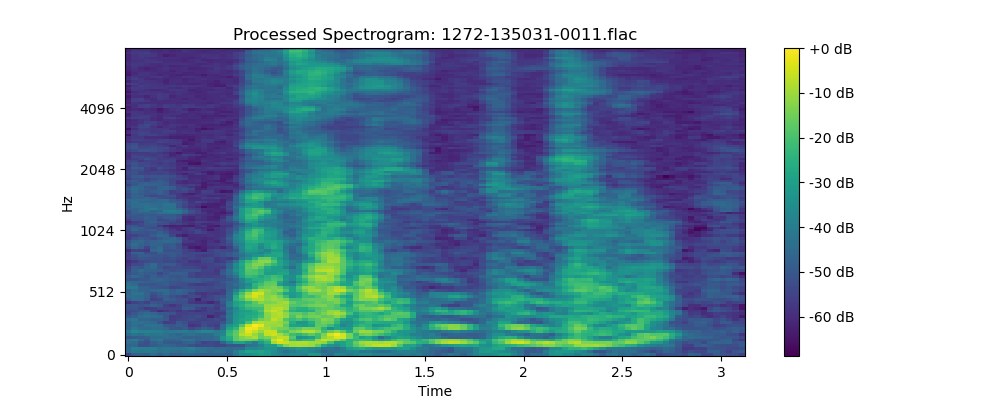 Processed Spectrogram: 1272-135031-0011.flac
+0 dB
-10 dB
-20 dB
-30 dB
-40 dB
-50 dB
-60 dB
4096
2048
1024
512
0
Hz
0 0.5 1 1.5 2 2.5 3
Time